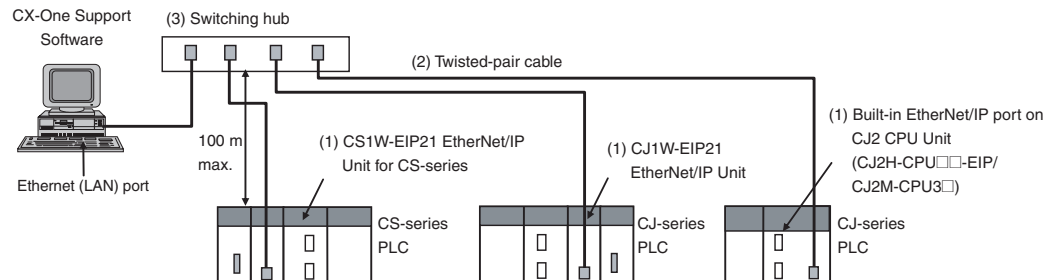 CX-One Support
Software
(3) Switching hub
(2) Twisted-pair cable
100 m
max.
Ethernet (LAN) port
(1) CS1W-EIP21 EtherNet/IP
Unit for CS-series
(1) CJ1W-EIP21
EtherNet/IP Unit
(1) Built-in EtherNet/IP port on
CJ2 CPU Unit
(CJ2H-CPU□□-EIP/
CJ2M-CPU3□)
CS-series
PLC
CJ-series
PLC
CJ-series
PLC